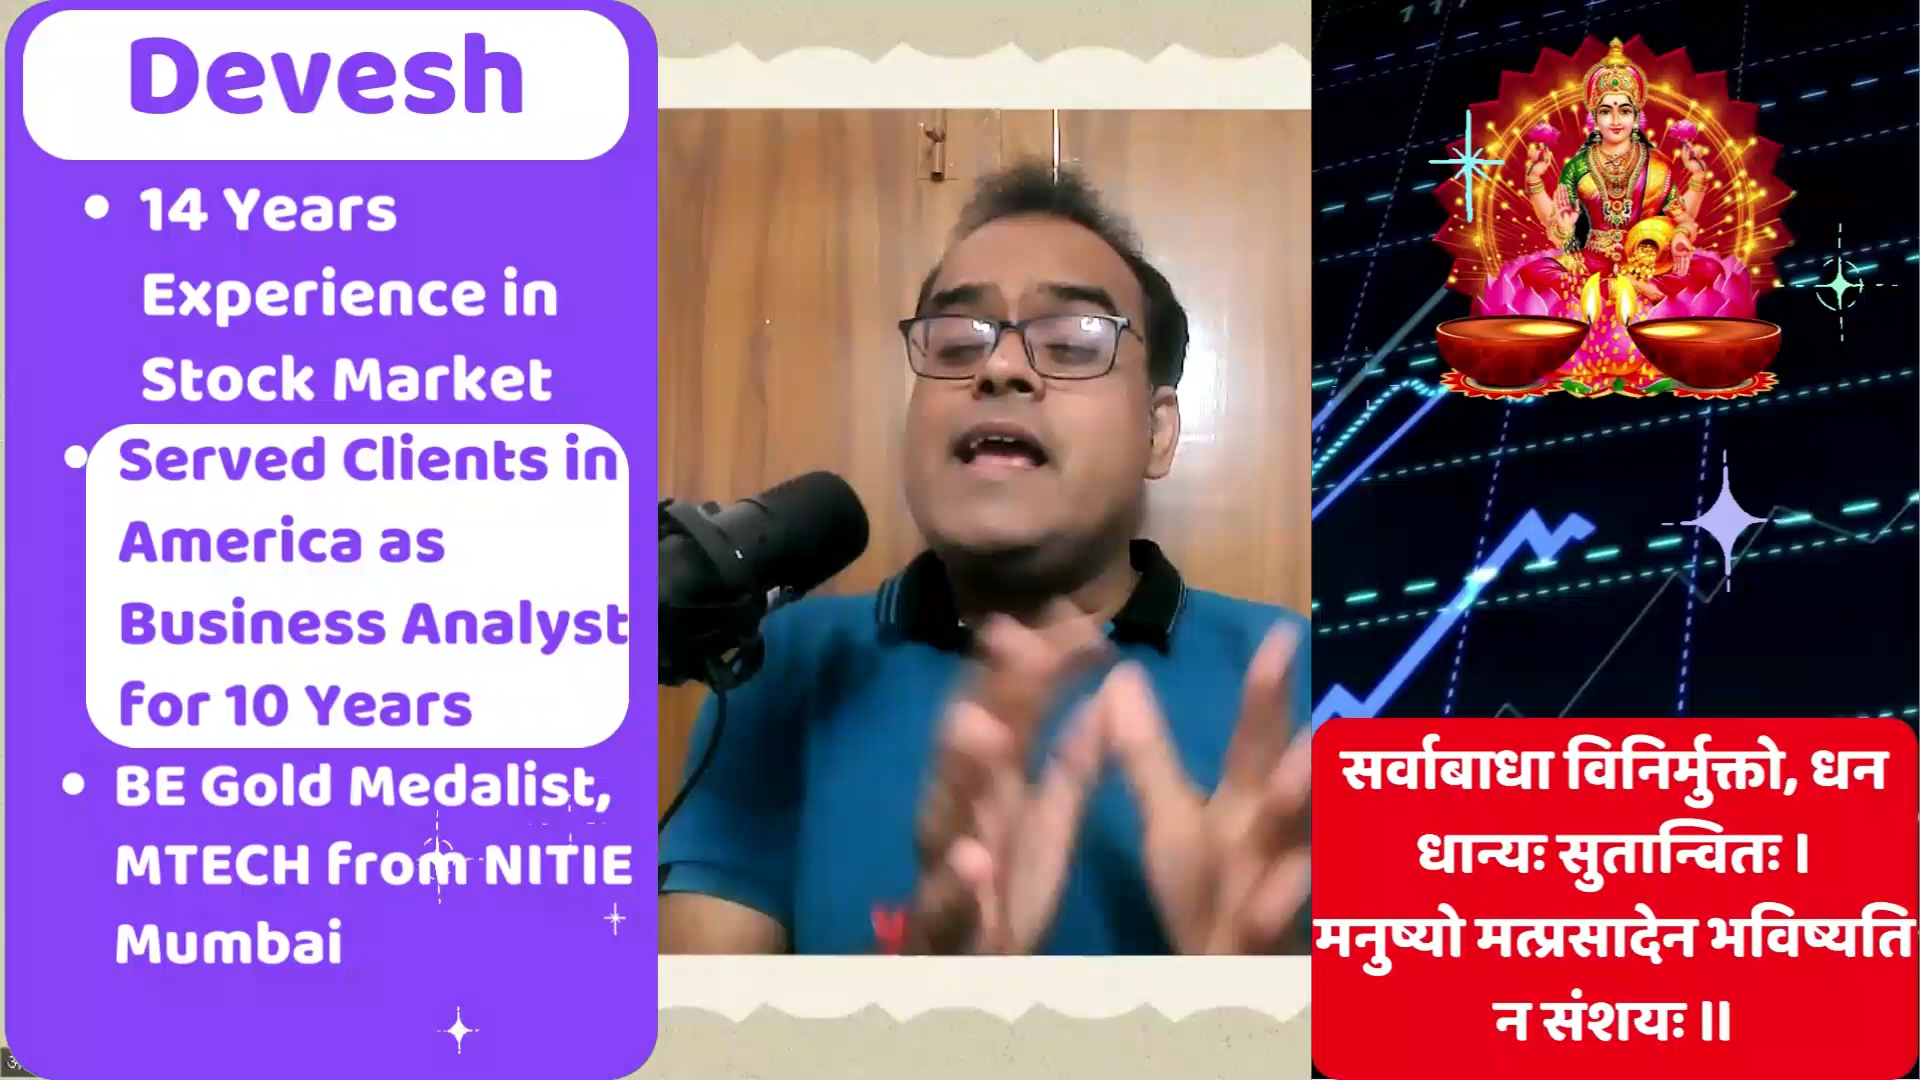 Devesh
14 Years
Experience in
Stock Market
Served Clients in
America as
Business Analyst
for 10 Years
BE Gold Medalist,
MTECH from NITIE
Mumbai
सर्वाबाधा विनिर्मुक्तो, धन
धान्यः सुतान्वितः ।
मनुष्यो मत्प्रसादेन भविष्यति
न संशयः ॥